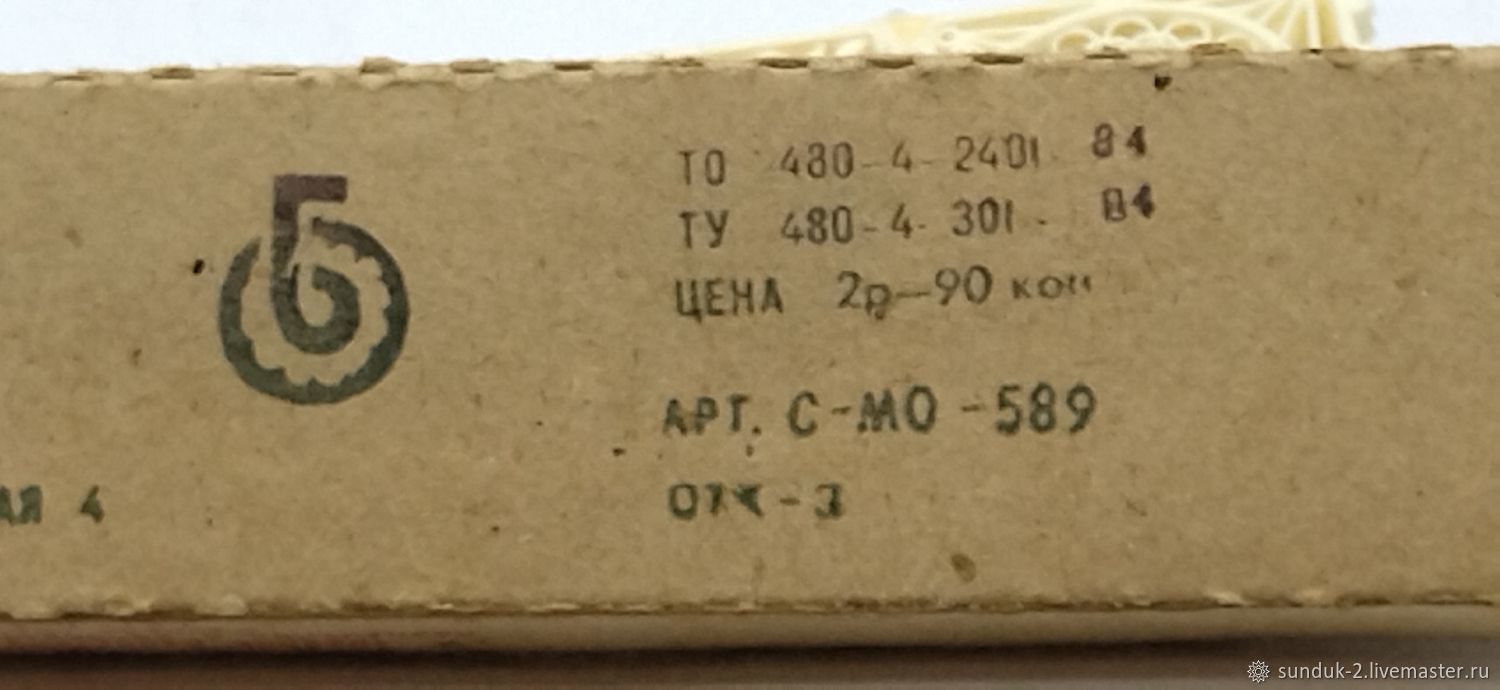 Б
ТО 480-4-2401-84
ТУ 480-4-301-84
ЦЕНА 2р-90 коп
АРТ. С-МО-589
ОТК-3
АЯ 4
sunduk-2.livemaster.ru